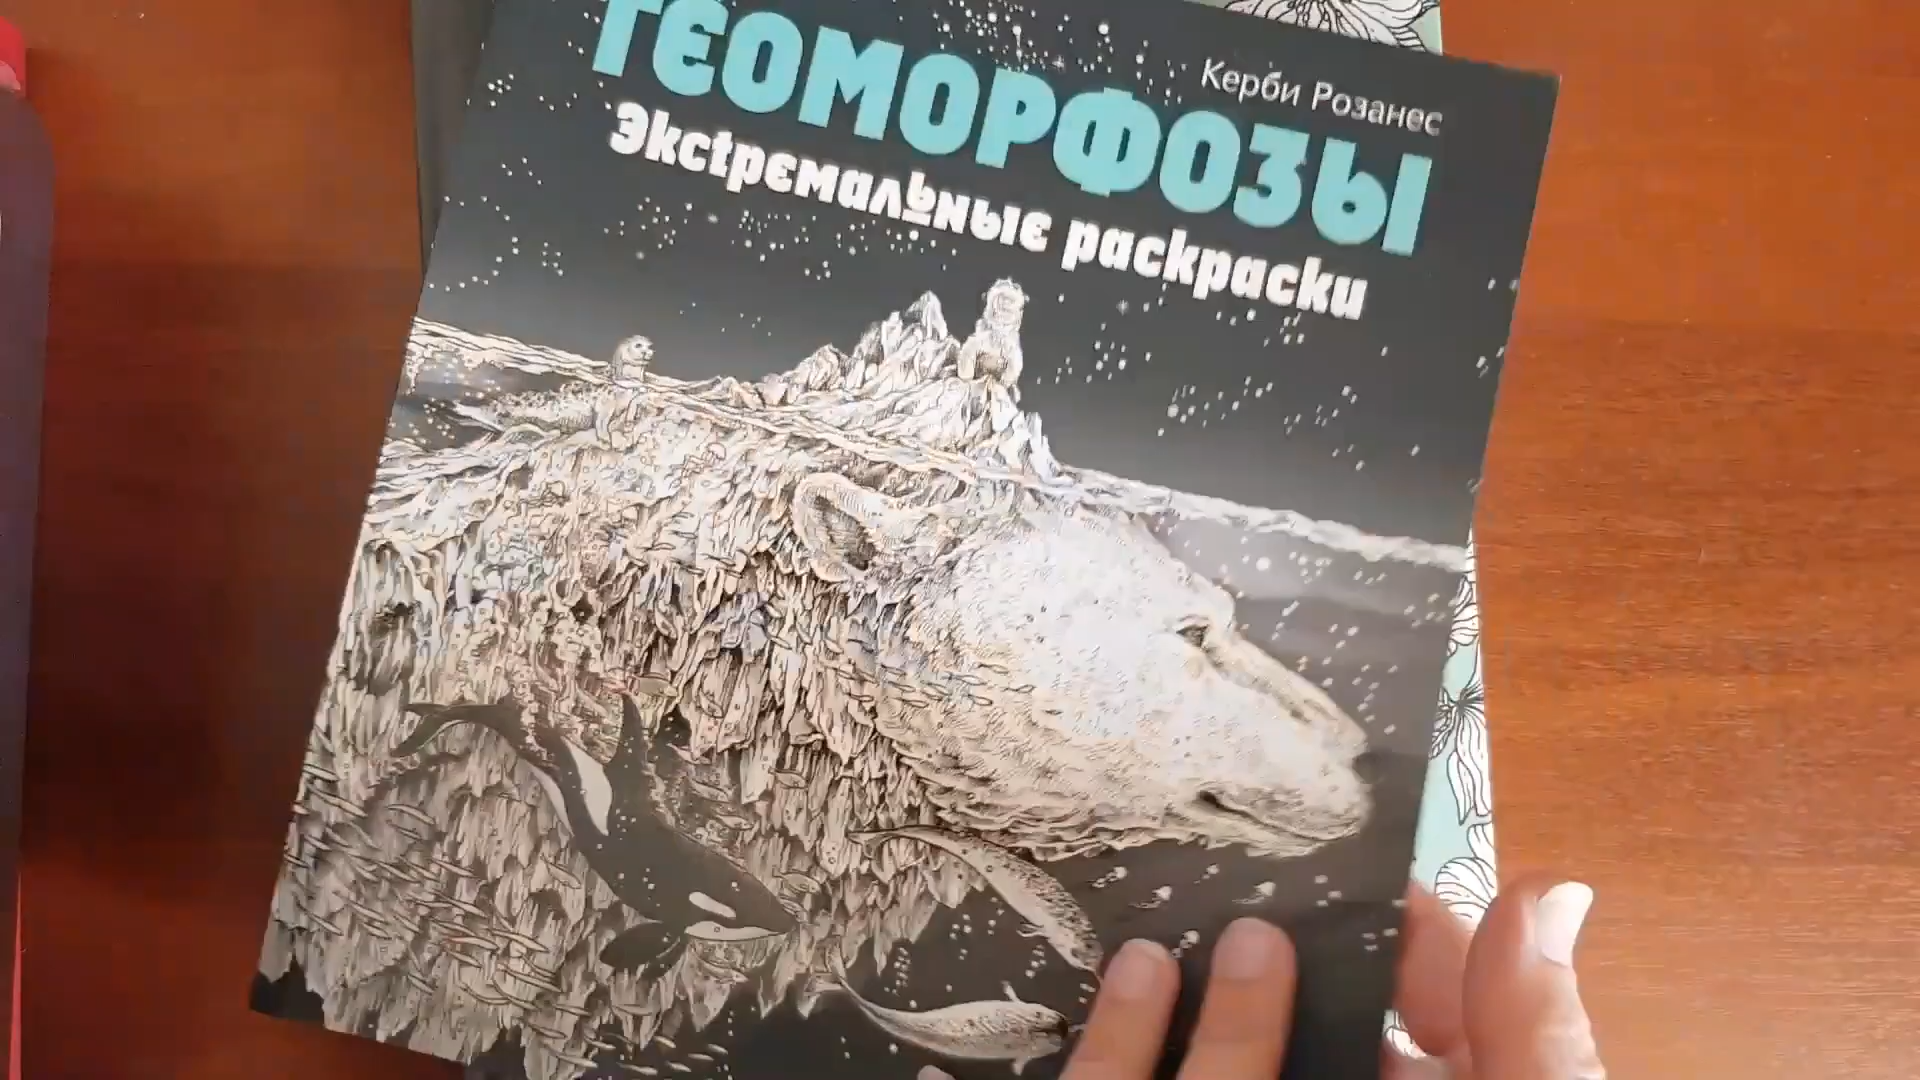 Керби Розанес
ГЕОМОРФОЗЫ
Экстремальные раскраски